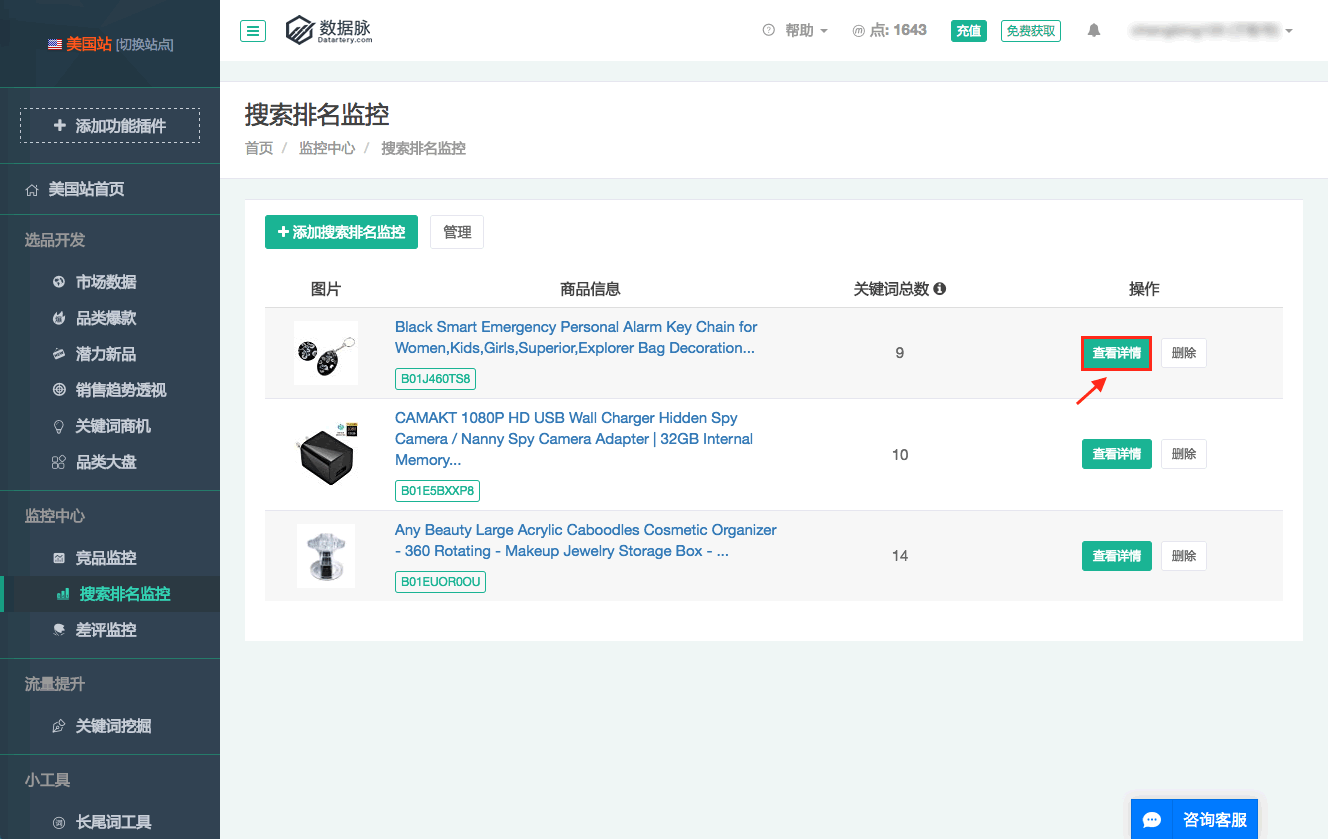 美国站 [切换站点]
添加功能插件
美国站首页
选品开发
市场数据
品类爆款
潜力新品
销售趋势透视
关键词商机
品类大盘
监控中心
竞品监控
搜索排名监控
差评监控
流量提升
关键词挖掘
小工具
长尾词工具
数据脉
Datartery.com
帮助
点: 1643
充值
免费获取
搜索排名监控
首页 / 监控中心 / 搜索排名监控
添加搜索排名监控
管理
图片 商品信息 关键词总数 操作
Black Smart Emergency Personal Alarm Key Chain for
Women,Kids,Girls,Superior,Explorer Bag Decoration...
B01J460TS8
9
查看详情 删除
CAMAKT 1080P HD USB Wall Charger Hidden Spy
Camera / Nanny Spy Camera Adapter | 32GB Internal
Memory...
B01E5BXXP8
10
查看详情 删除
Any Beauty Large Acrylic Caboodles Cosmetic Organizer
- 360 Rotating - Makeup Jewelry Storage Box - ...
B01EUOR0OU
14
查看详情 删除
咨询客服